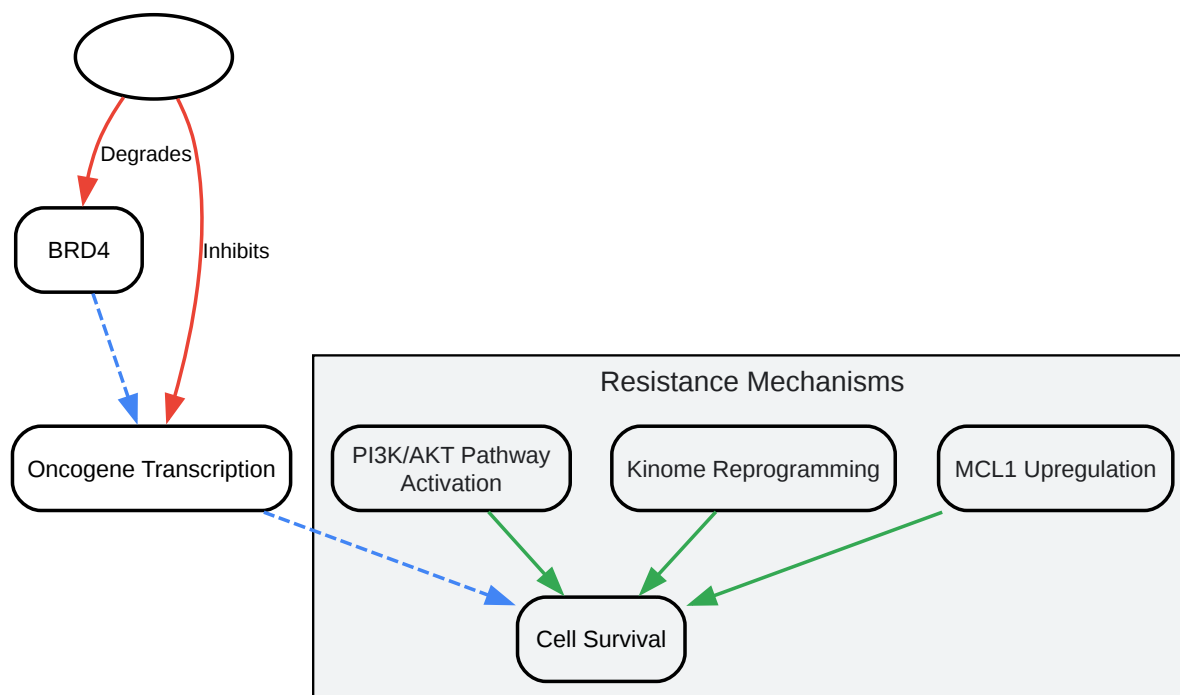 Degrades
BRD4
Inhibits
Resistance Mechanisms
Oncogene Transcription
PI3K/AKT Pathway
Activation
Kinome Reprogramming
MCL1 Upregulation
Cell Survival